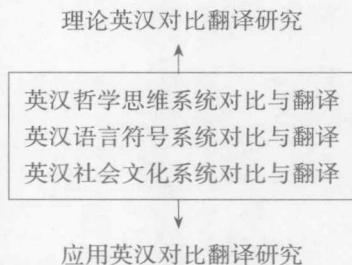 理论英汉对比翻译研究
英汉哲学思维系统对比与翻译
英汉语言符号系统对比与翻译
英汉社会文化系统对比与翻译
应用英汉对比翻译研究